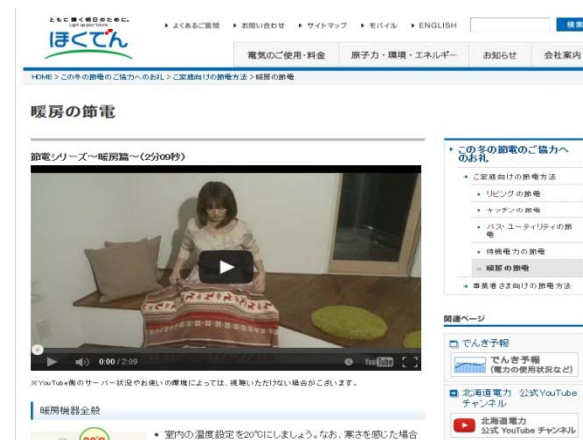 ともに輝く明日のために。
Light up your future
ほくでん
よくあるご質問 お問い合わせ サイトマップ モバイル ENGLISH 検索
電気のご使用・料金 原子力・環境・エネルギー お知らせ 会社案内
HOME > この冬の節電のご協力へのお礼 > ご家庭向けの節電方法 > 暖房の節電
暖房の節電
節電シリーズ～暖房篇～(2分09秒)
0:00 / 2:09
YouTube
※YouTube側のサーバー状況やお使いの環境によっては、視聴いただけない場合がございます。
暖房機器全般
20℃
室内の温度設定を20℃にしましょう。なお、寒さを感じた場合
この冬の節電のご協力へ
のお礼
ご家庭向けの節電方法
リビングの節電
キッチンの節電
バス・ユーティリティの節
電
待機電力の節電
暖房の節電
事業者さま向けの節電方法
関連ページ
でんき予報
でんき予報
(電力の使用状況など)
北海道電力 公式YouTube
チャンネル
北海道電力
公式 YouTube チャンネル